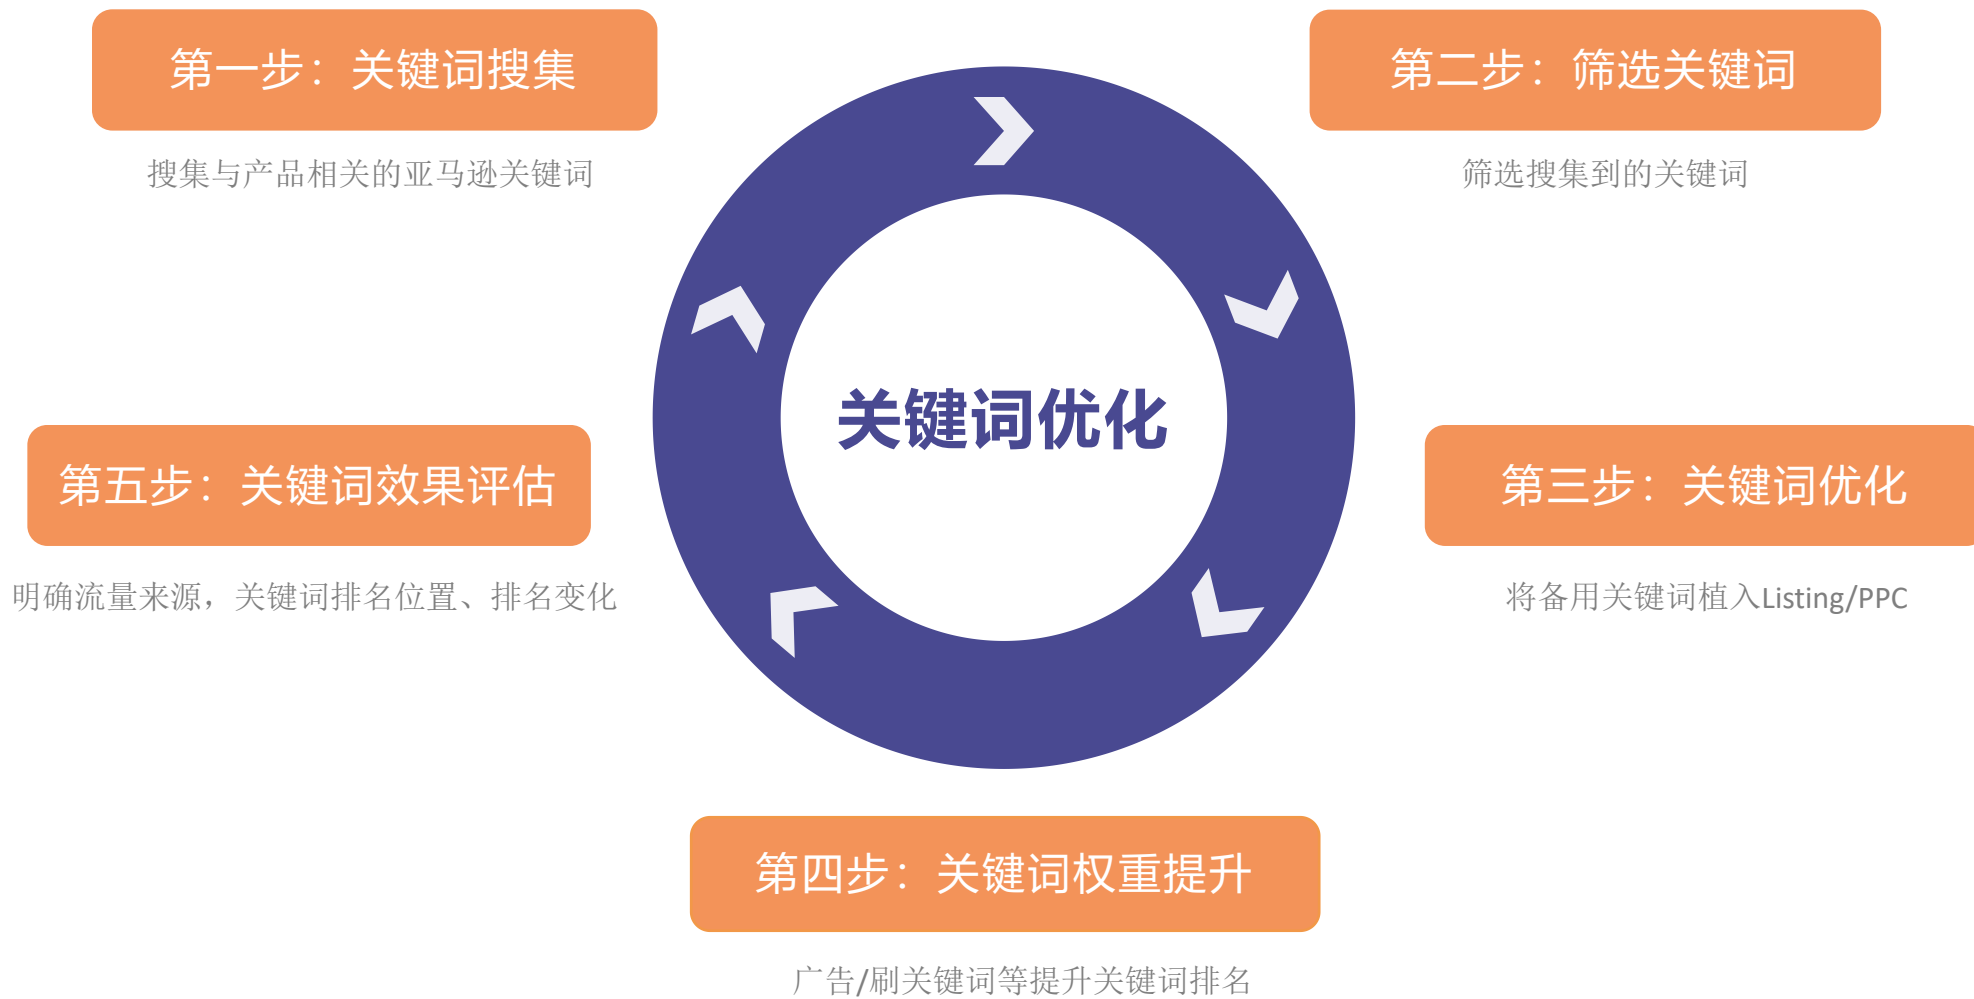 第一步：关键词搜集
搜集与产品相关的亚马逊关键词
第二步：筛选关键词
筛选搜集到的关键词
关键词优化
第三步：关键词优化
将备用关键词植入Listing/PPC
第四步：关键词权重提升
广告/刷关键词等提升关键词排名
第五步：关键词效果评估
明确流量来源，关键词排名位置、排名变化